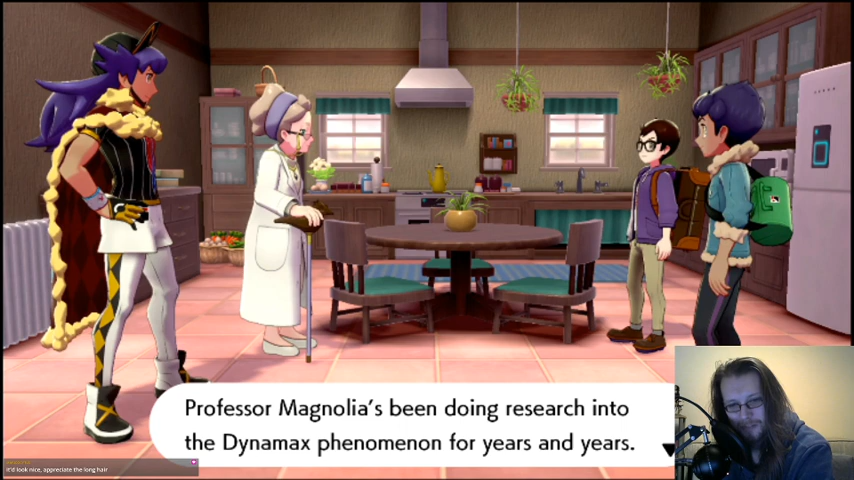 Professor Magnolia's been doing research into
the Dynamax phenomenon for years and years.
it'd look nice, appreciate the long hair